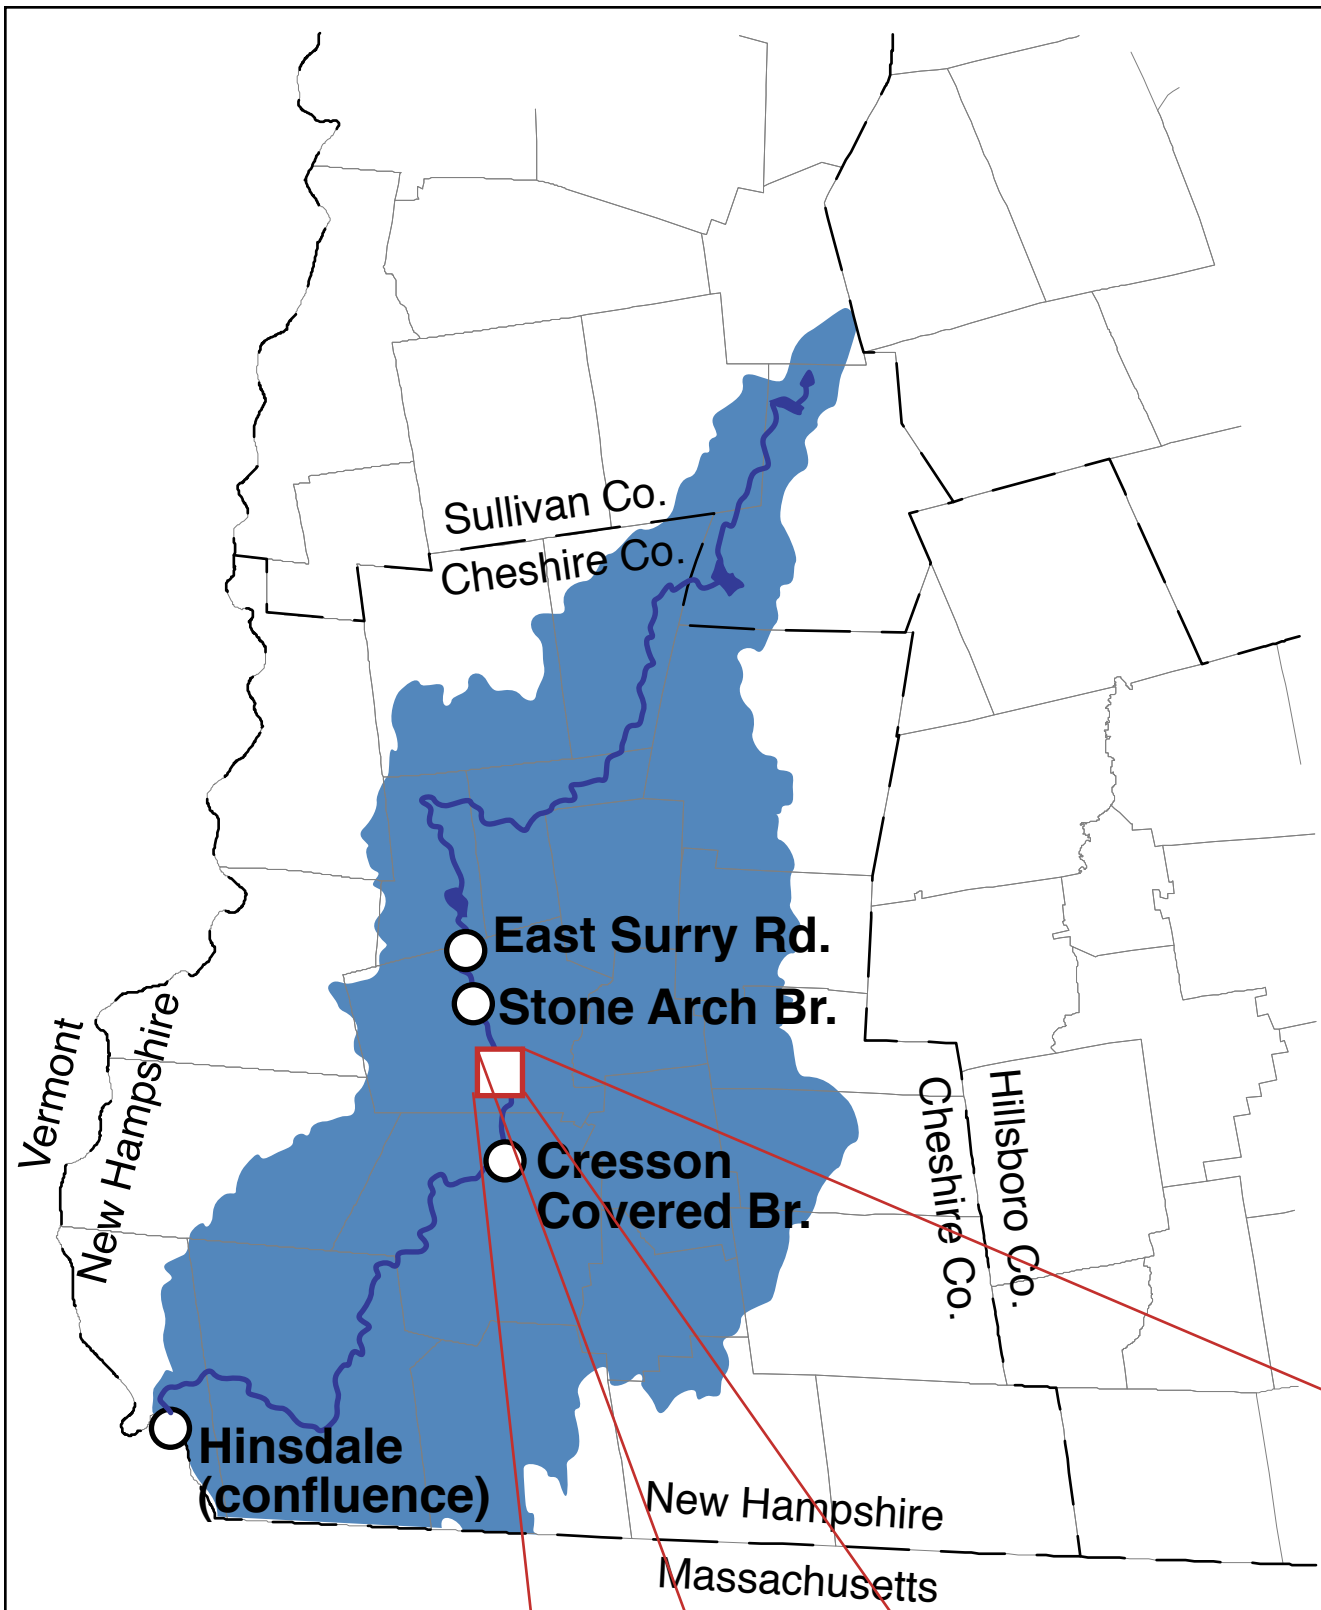 Sullivan Co.
Cheshire Co.
East Surry Rd.
Stone Arch Br.
Vermont
New Hampshire
Cheshire Co.
Hillsboro Co.
Cresson
Covered Br.
Hinsdale
(confluence)
New Hampshire
Massachusetts